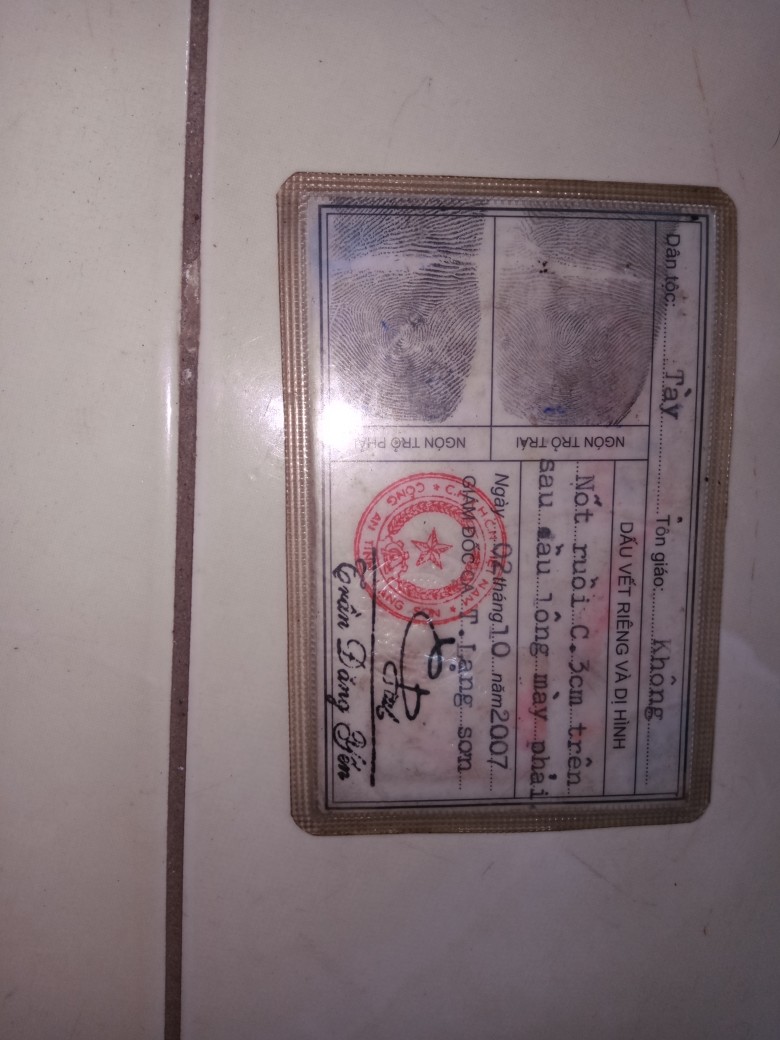 Dân tộc: Tày Tôn giáo: Không
DẤU VẾT RIÊNG VÀ DỊ HÌNH
Nốt ruồi C.3cm trên
sau đầu lông mày phải
Ngày 02 tháng 10 năm 2007
GIÁM ĐỐC CA T.Lạng sơn
Trần Đăng Yến
NGÓN TRỎ TRÁI
NGÓN TRỎ PHẢI